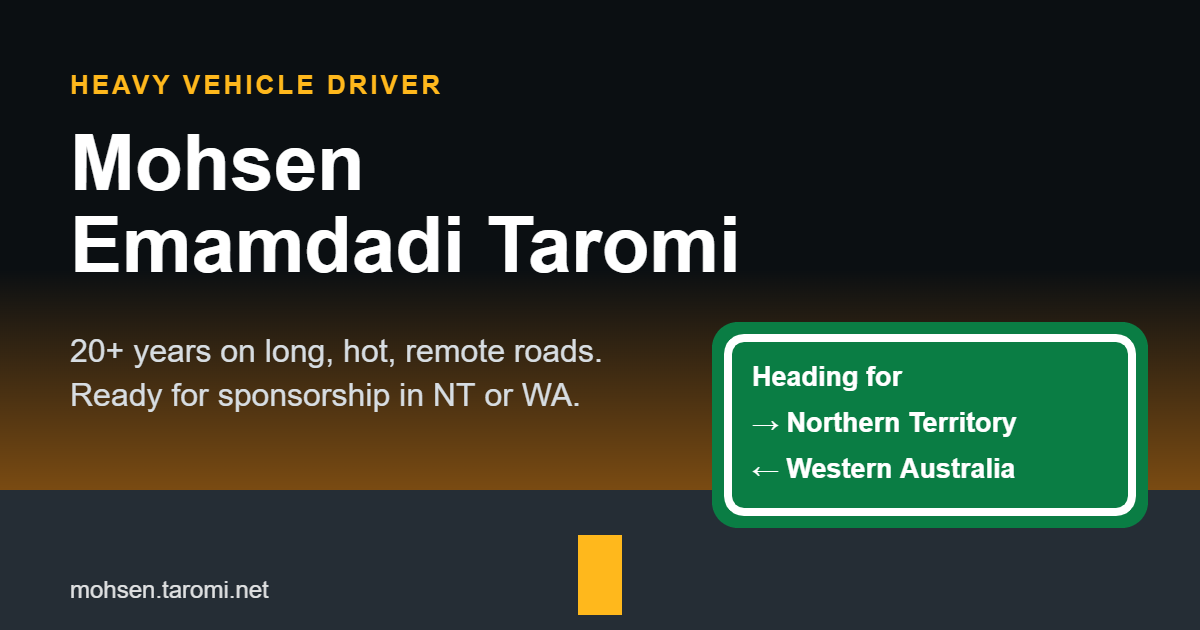 HEAVY VEHICLE DRIVER
Mohsen
Emamdadi Taromi
20+ years on long, hot, remote roads.
Ready for sponsorship in NT or WA.
Heading for
→ Northern Territory
← Western Australia
mohsen.taromi.net